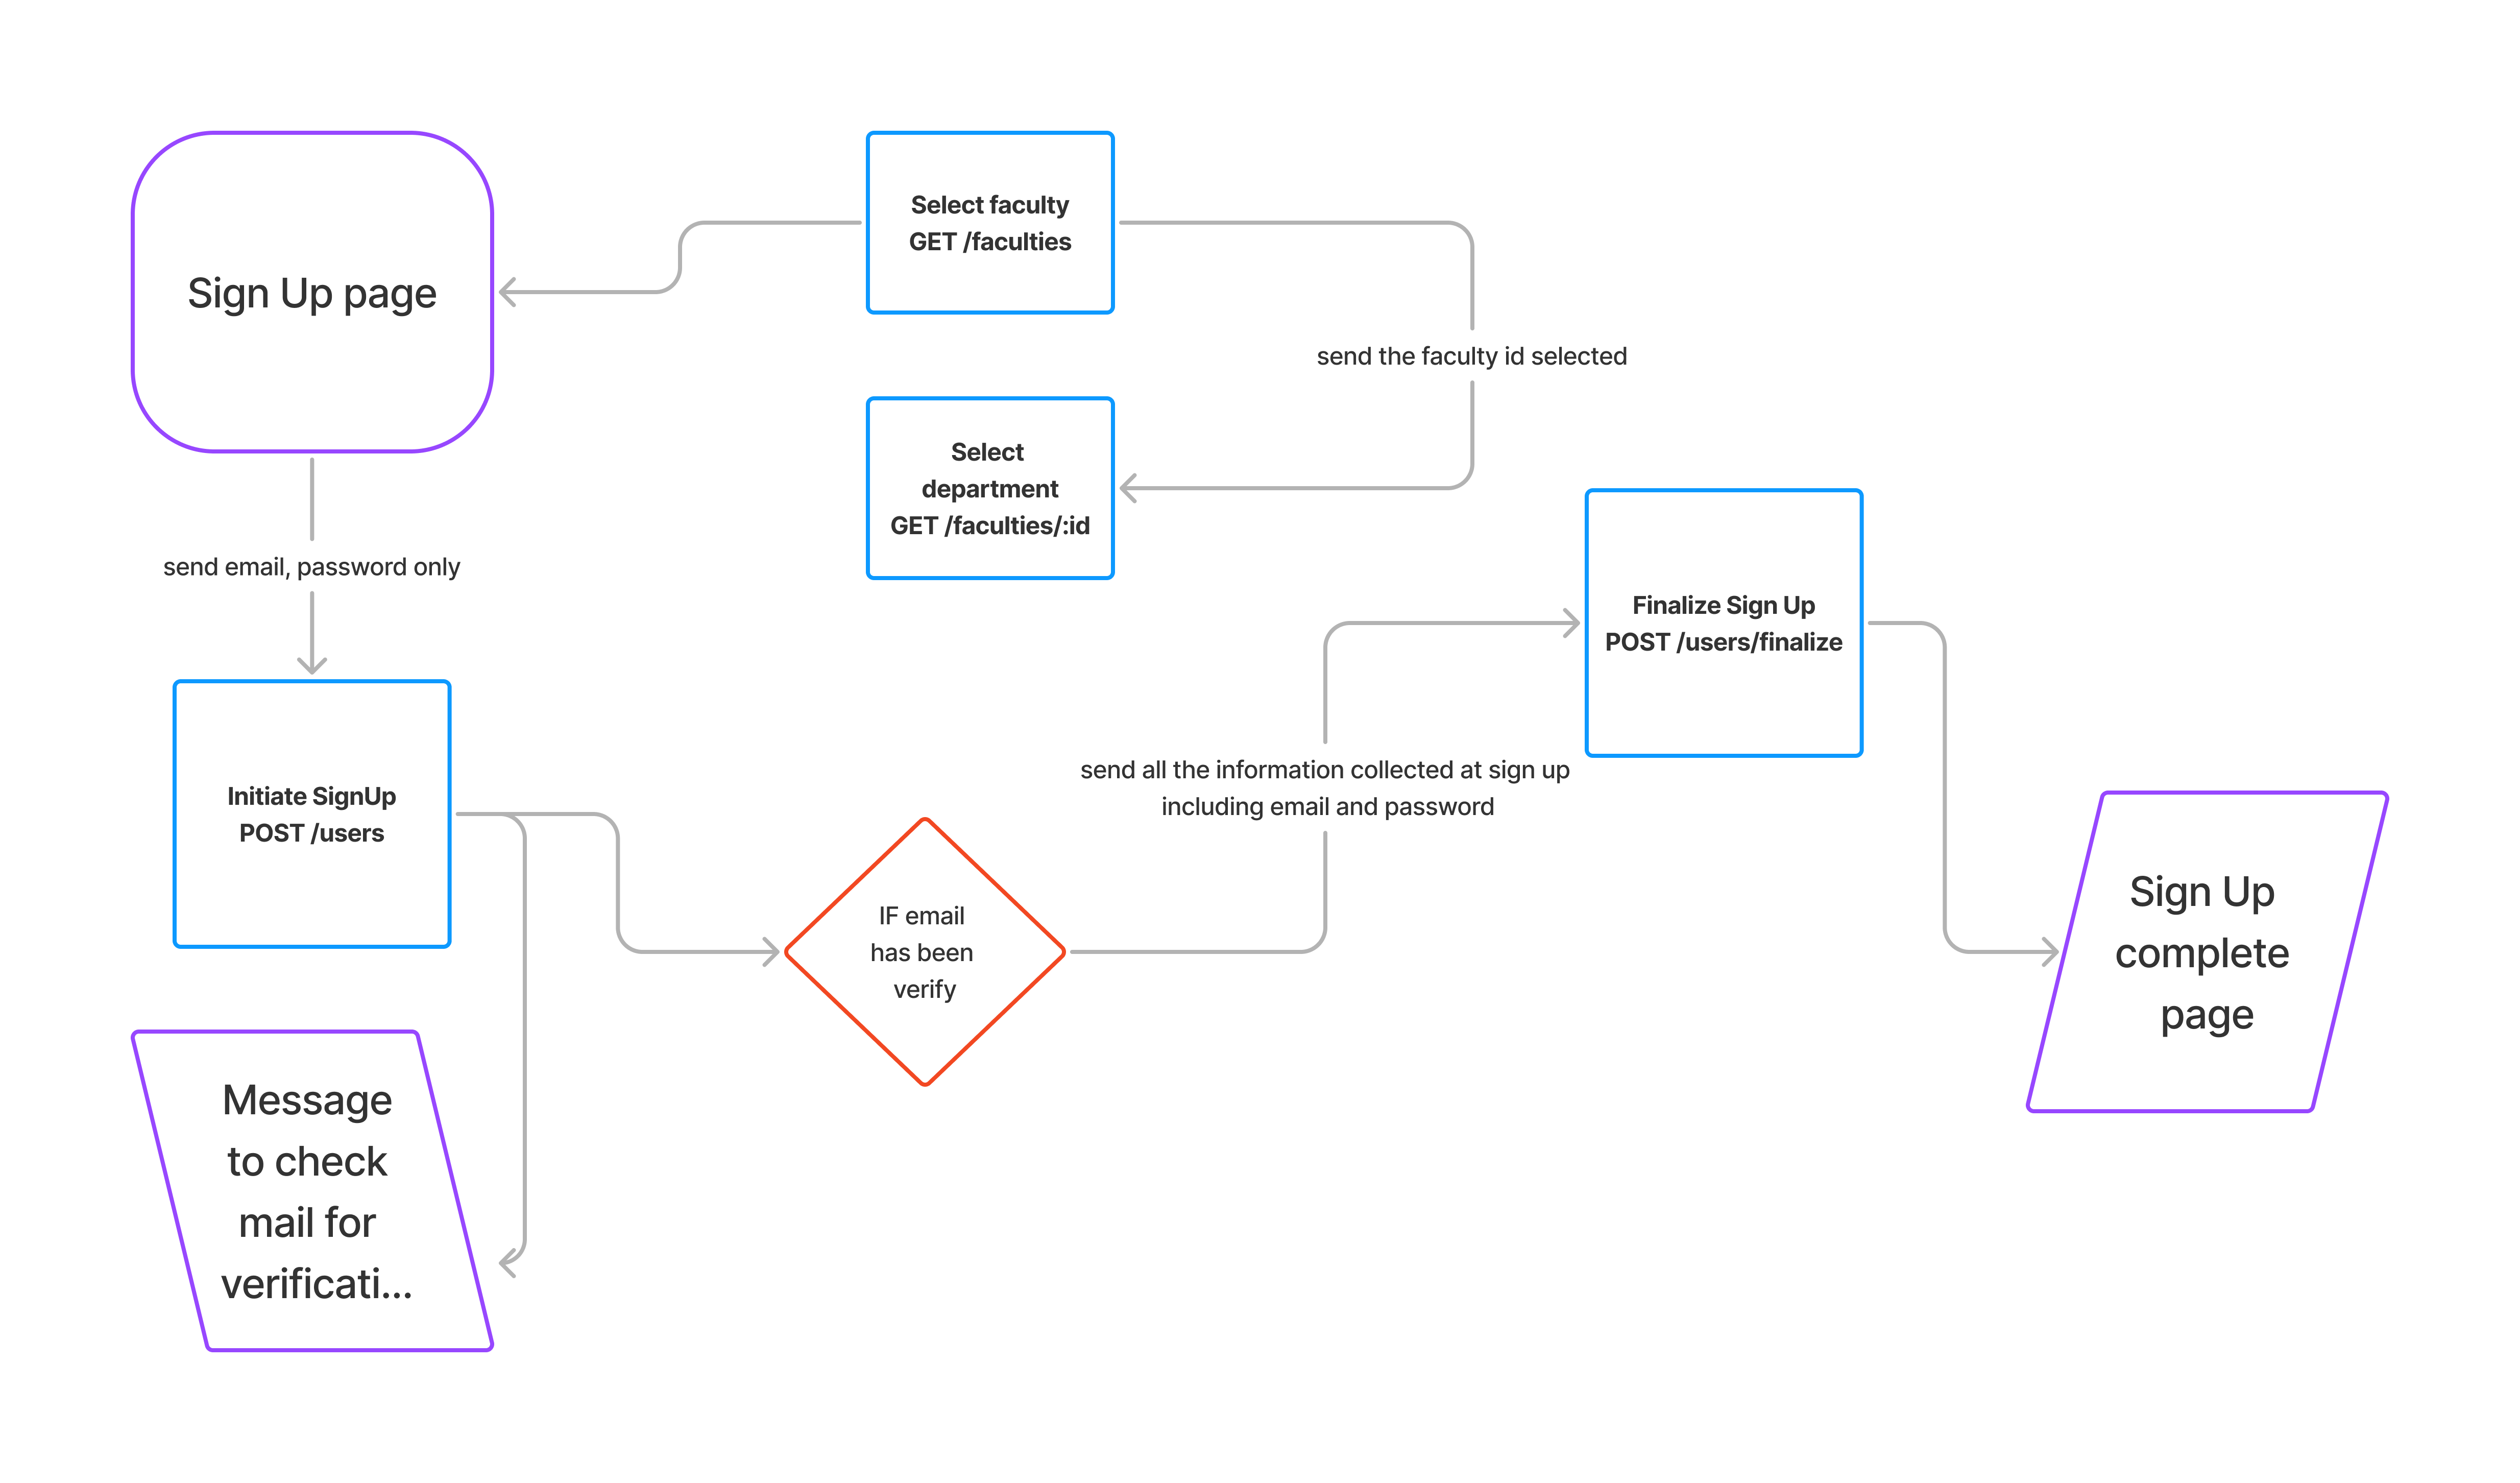 Sign Up page
Select faculty
GET /faculties
send the faculty id selected
Select
department
GET /faculties/:id
send email, password only
Finalize Sign Up
POST /users/finalize
Initiate SignUp
POST /users
send all the information collected at sign up
including email and password
IF email
has been
verify
Sign Up
complete
page
Message
to check
mail for
verificati...